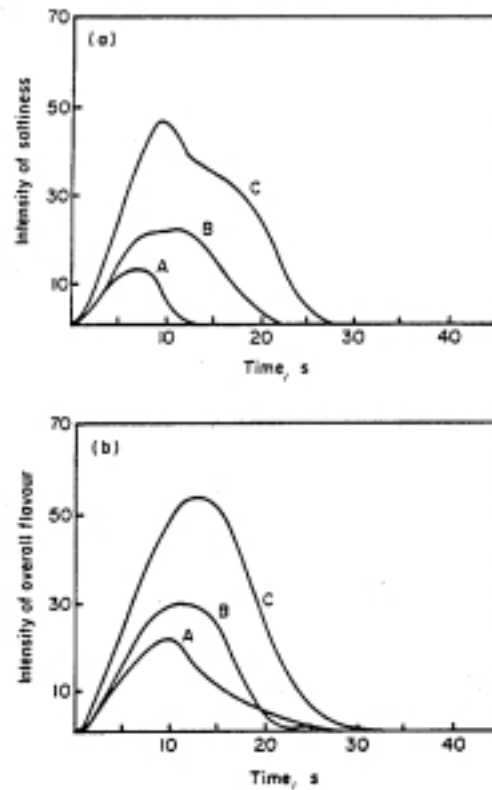 70
(a)
50
30
10
Intensity of saltiness
C
B
A
10 20 30 40
Time, s
70
(b)
50
30
10
Intensity of overall flavour
C
B
A
10 20 30 40
Time, s